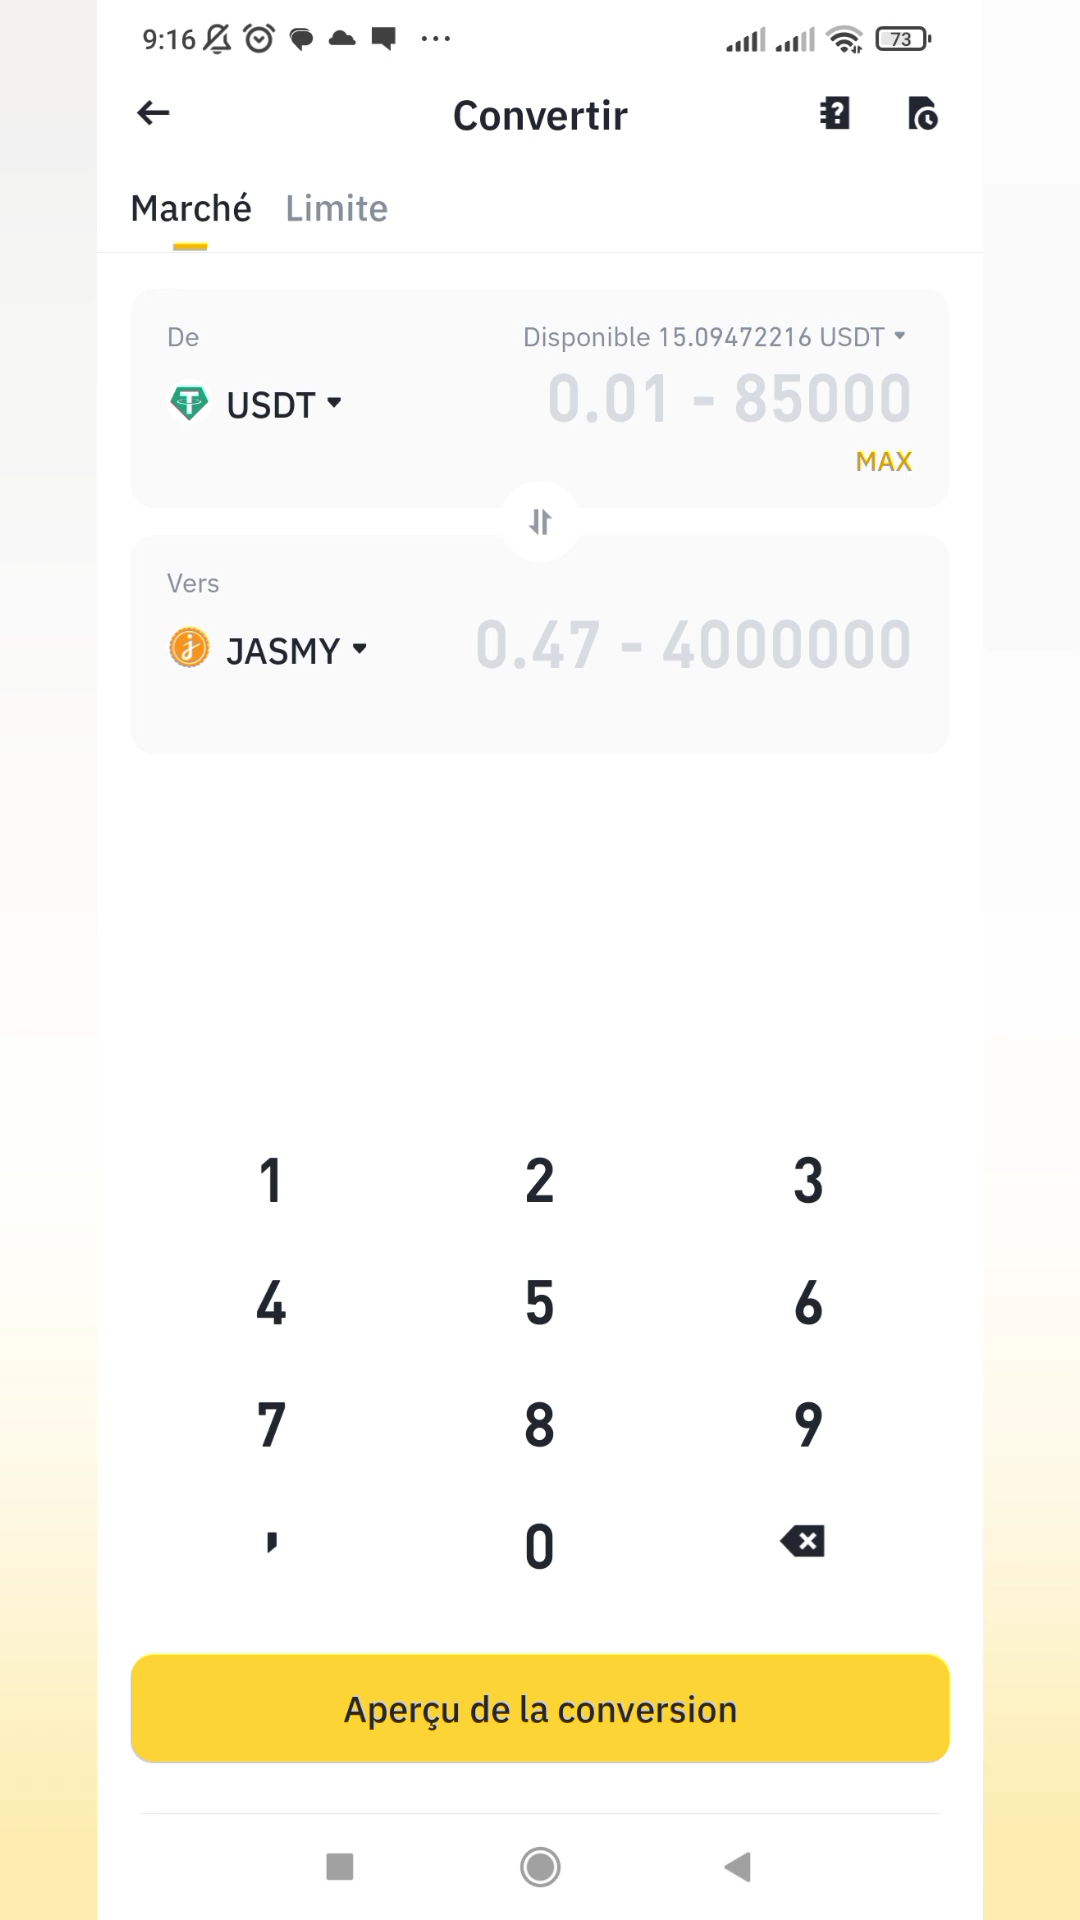 9:16 73
Convertir
Marché Limite
De Disponible 15.09472216 USDT
USDT 0.01 - 85000
MAX
Vers
JASMY 0.47 - 4000000
1 2 3
4 5 6
7 8 9
, 0
Aperçu de la conversion